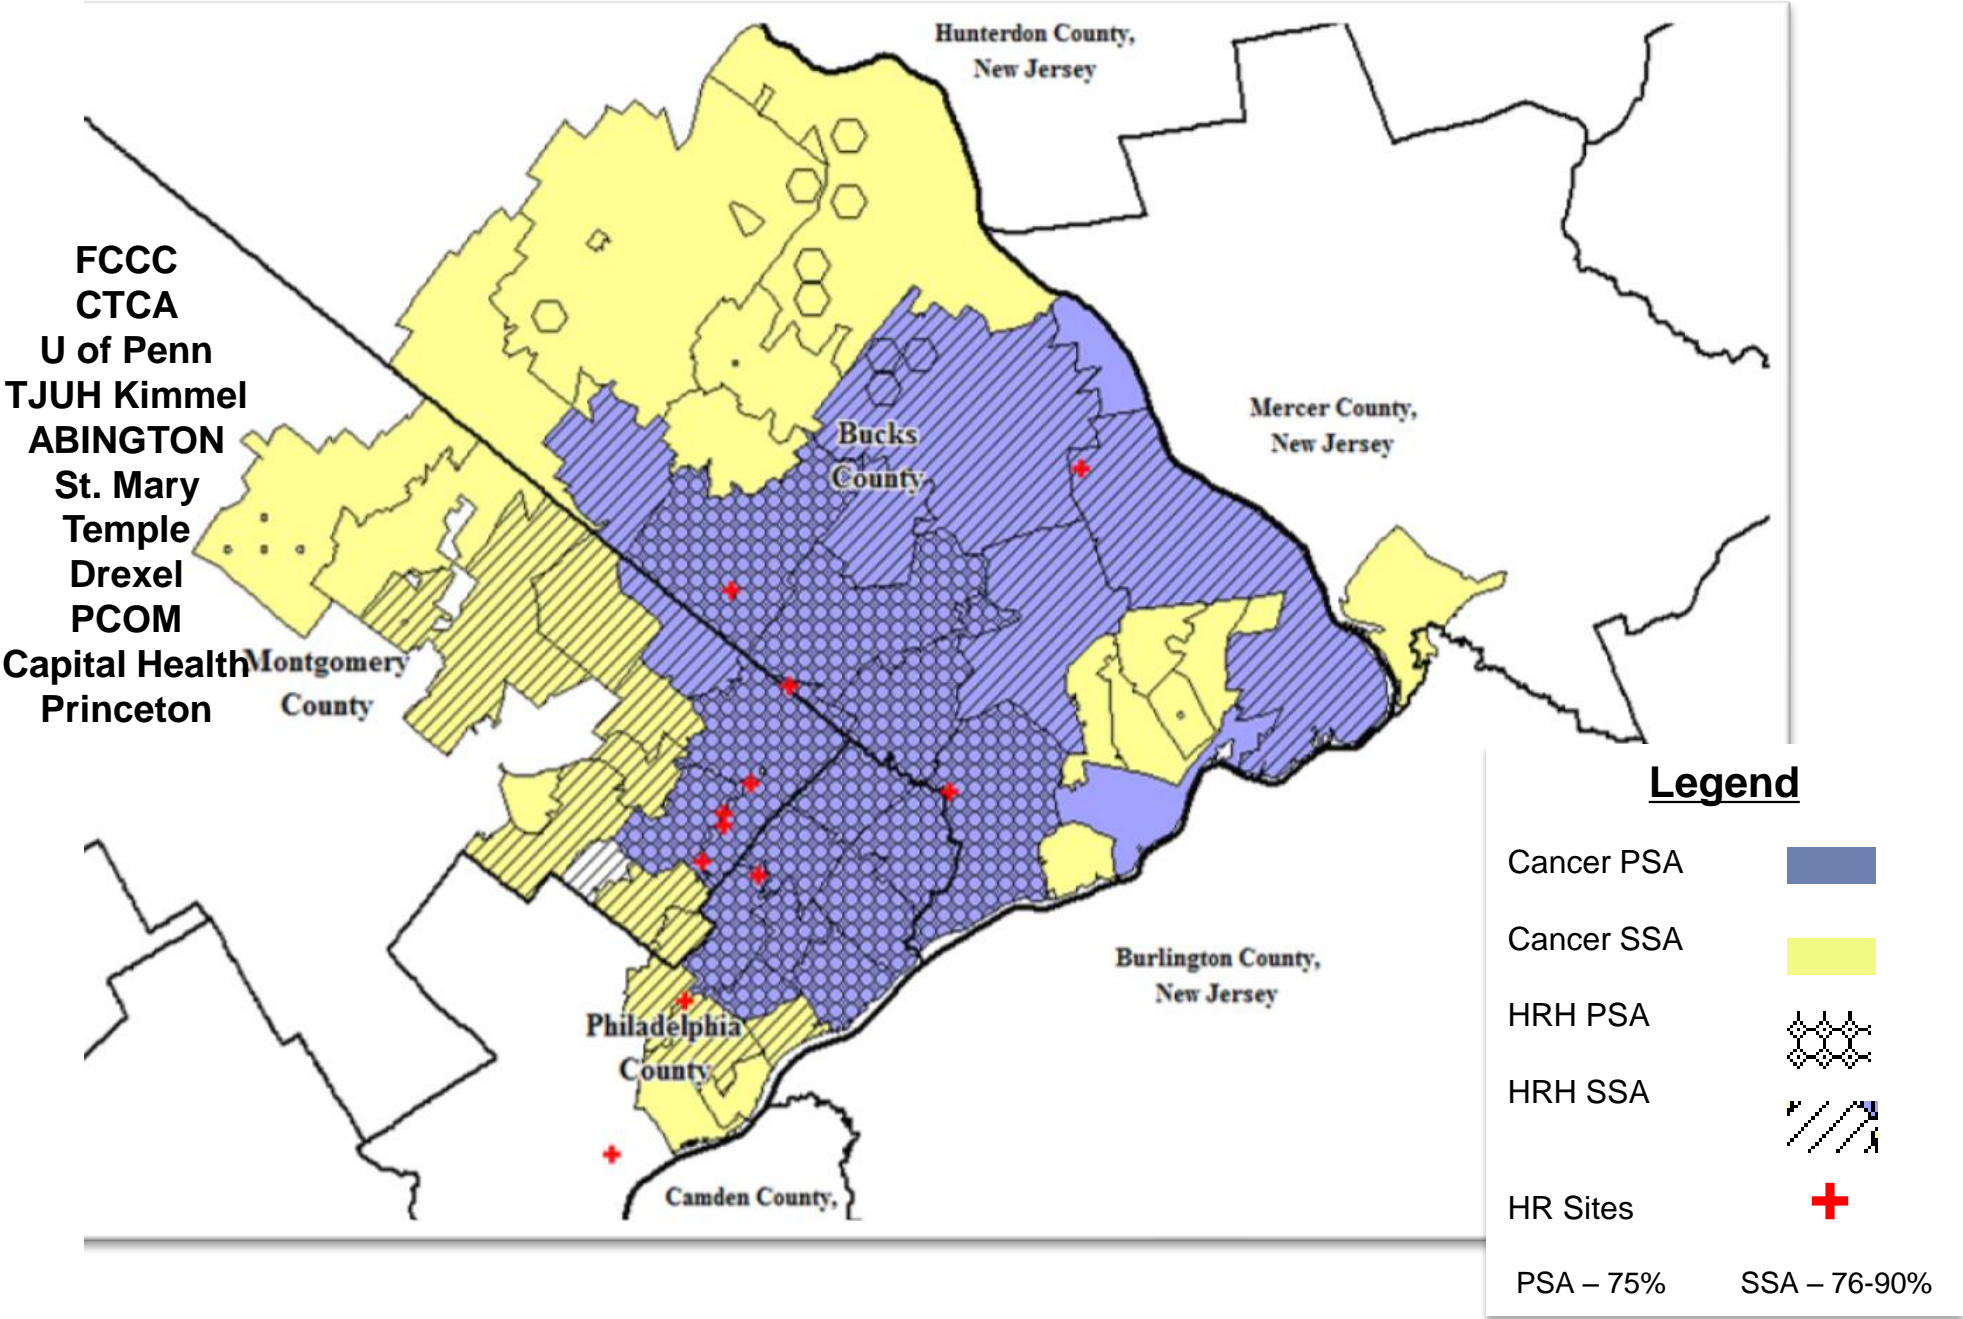 Hunterdon County,
New Jersey
FCCC
CTCA
U of Penn
TJUH Kimmel
ABINGTON
St. Mary
Temple
Drexel
PCOM
Capital Health
Princeton
Mercer County,
New Jersey
Bucks
County
Montgomery
County
Burlington County,
New Jersey
Philadelphia
County
Camden County,
Legend
Cancer PSA
Cancer SSA
HRH PSA
HRH SSA
HR Sites
PSA – 75% SSA – 76-90%